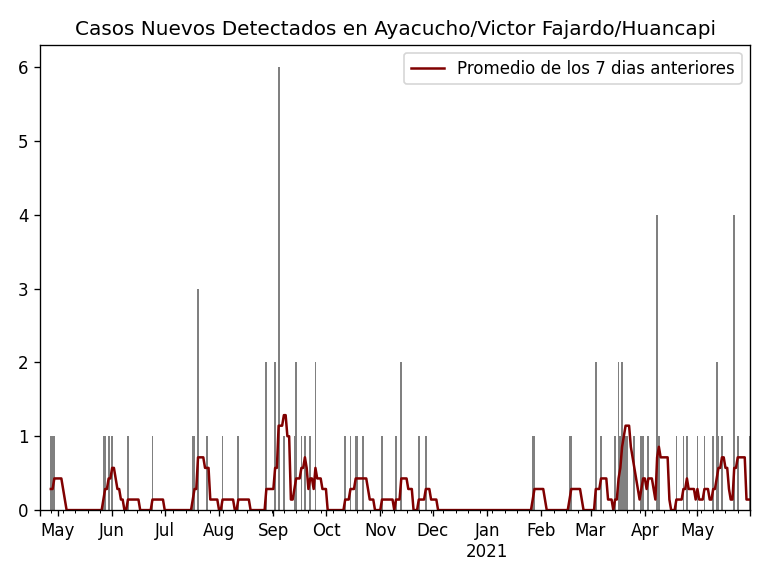 Casos Nuevos Detectados en Ayacucho/Victor Fajardo/Huancapi
Promedio de los 7 dias anteriores
6
5
4
3
2
1
0
May Jun Jul Aug Sep Oct Nov Dec Jan Feb Mar Apr May
2021